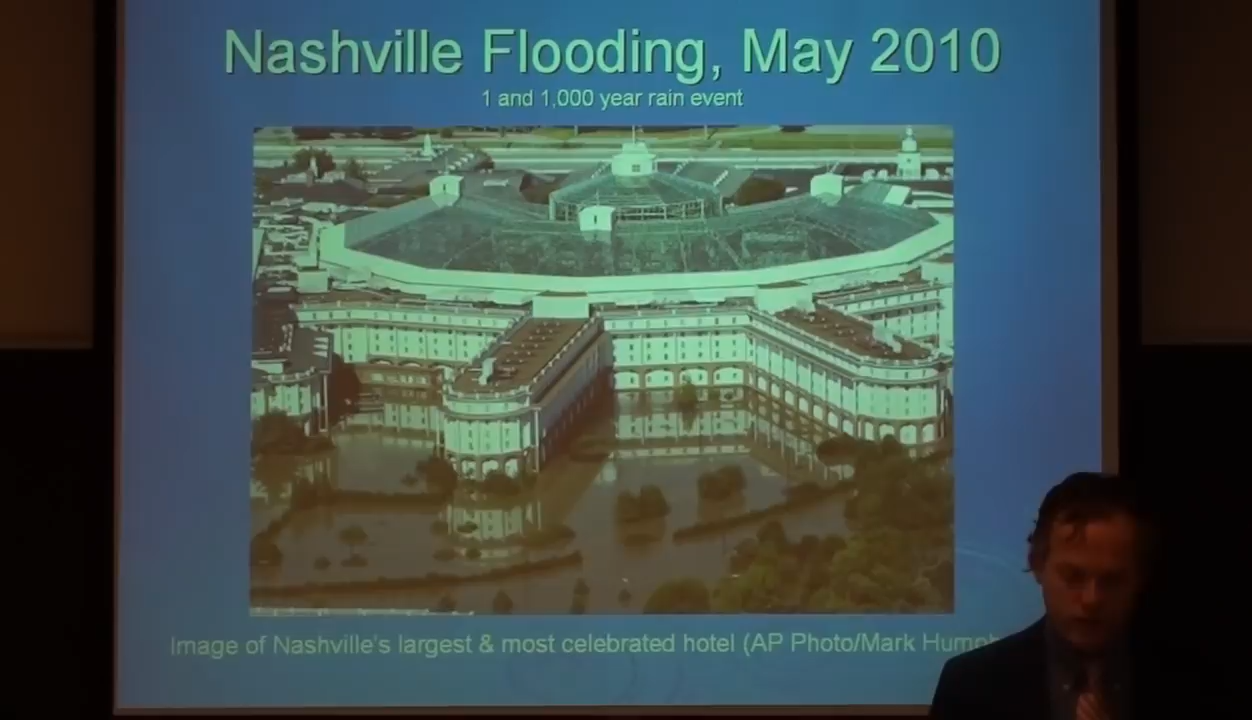 Nashville Flooding, May 2010
1 and 1,000 year rain event
Image of Nashville's largest & most celebrated hotel (AP Photo/Mark